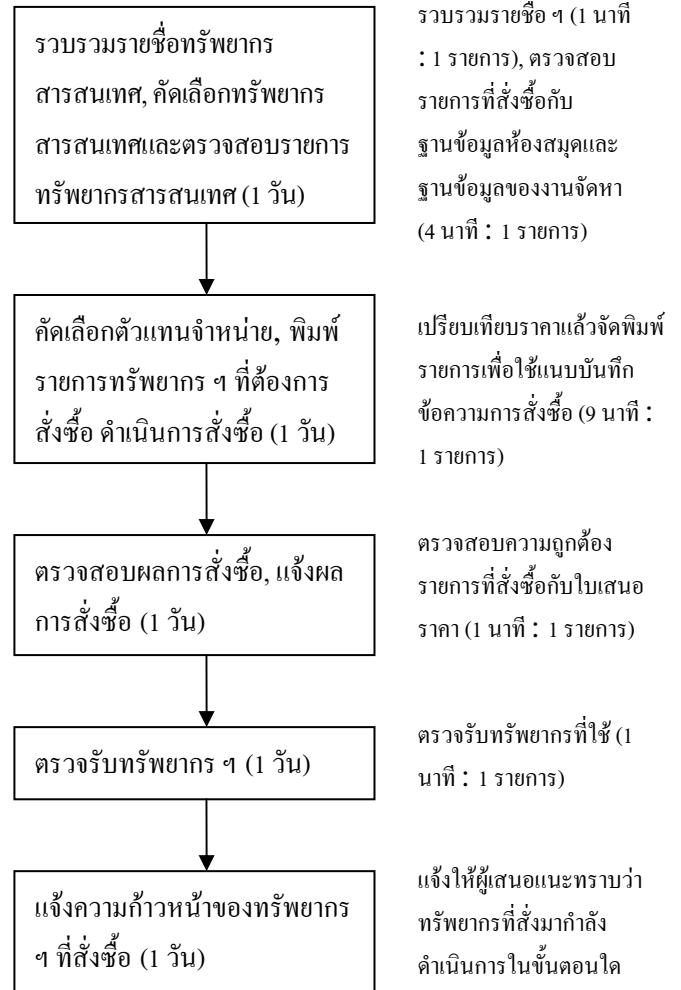 รวบรวมรายชื่อทรัพยากร
สารสนเทศ, คัดเลือกทรัพยากร
สารสนเทศและตรวจสอบรายการ
ทรัพยากรสารสนเทศ (1 วัน)
รวบรวมรายชื่อ ฯ (1 นาที
: 1 รายการ), ตรวจสอบ
รายการที่สั่งซื้อกับ
ฐานข้อมูลห้องสมุดและ
ฐานข้อมูลของงานจัดหา
(4 นาที : 1 รายการ)
คัดเลือกตัวแทนจำหน่าย, พิมพ์
รายการทรัพยากร ฯ ที่ต้องการ
สั่งซื้อ ดำเนินการสั่งซื้อ (1 วัน)
เปรียบเทียบราคาแล้วจัดพิมพ์
รายการเพื่อใช้แนบบันทึก
ข้อความการสั่งซื้อ (9 นาที :
1 รายการ)
ตรวจสอบผลการสั่งซื้อ, แจ้งผล
การสั่งซื้อ (1 วัน)
ตรวจสอบความถูกต้อง
รายการที่สั่งซื้อกับใบเสนอ
ราคา (1 นาที : 1 รายการ)
ตรวจรับทรัพยากร ฯ (1 วัน)
ตรวจรับทรัพยากรที่ใช้ (1
นาที : 1 รายการ)
แจ้งความก้าวหน้าของทรัพยากร
ฯ ที่สั่งซื้อ (1 วัน)
แจ้งให้ผู้เสนอแนะทราบว่า
ทรัพยากรที่สั่งมากำลัง
ดำเนินการในขั้นตอนใด